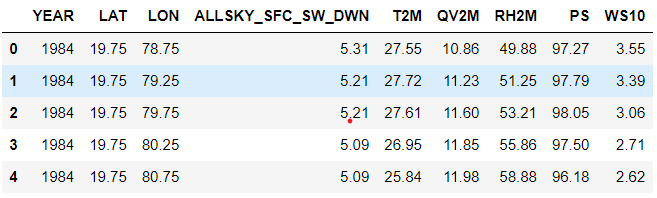 YEAR LAT LON ALLSKY_SFC_SW_DWN T2M QV2M RH2M PS WS10
0 1984 19.75 78.75 5.31 27.55 10.86 49.88 97.27 3.55
1 1984 19.75 79.25 5.21 27.72 11.23 51.25 97.79 3.39
2 1984 19.75 79.75 5.21 27.61 11.60 53.21 98.05 3.06
3 1984 19.75 80.25 5.09 26.95 11.85 55.86 97.50 2.71
4 1984 19.75 80.75 5.09 25.84 11.98 58.88 96.18 2.62